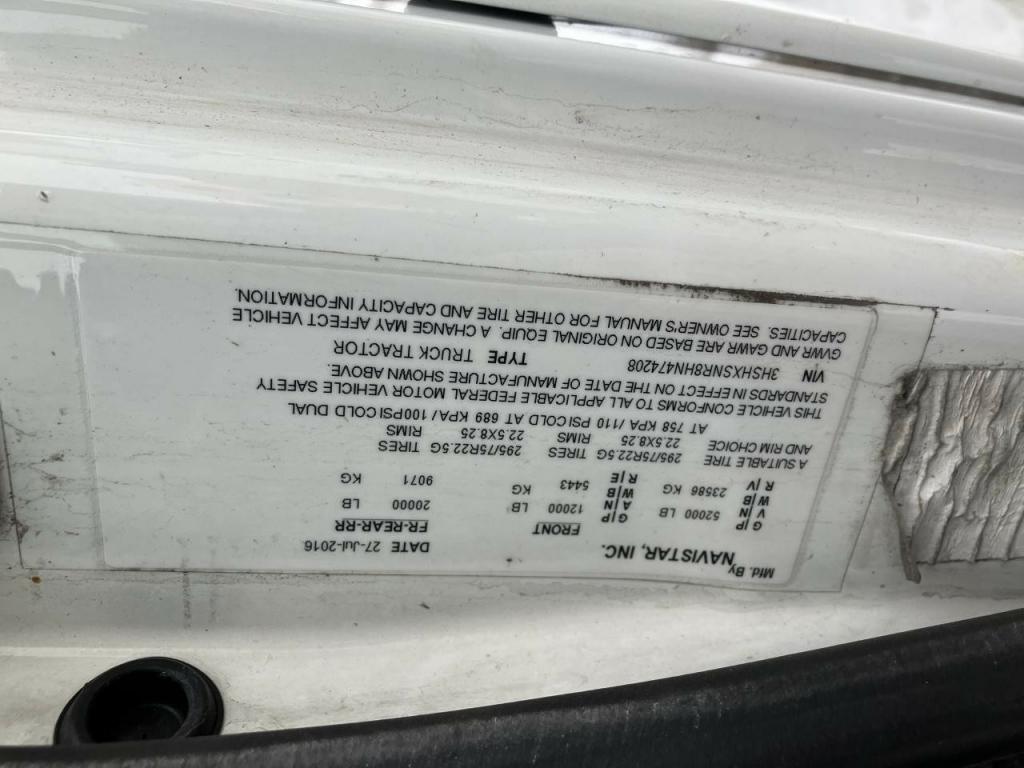 Mfd. By
NAVISTAR, INC. DATE 27-Jul-2016
FRONT FR-REAR-RR
G|P
V|N 52000 LB G|P
A|N 12000 LB 20000 LB
W|B
R|V 23586 KG W|B
R|E 5443 KG 9071 KG
A SUITABLE TIRE 295/75R22.5G TIRES 295/75R22.5G TIRES
AND RIM CHOICE 22.5X8.25 RIMS 22.5X8.25 RIMS
AT 758 KPA /110 PSI COLD AT 689 KPA / 100PSI COLD DUAL
THIS VEHICLE CONFORMS TO ALL APPLICABLE FEDERAL MOTOR VEHICLE SAFETY
STANDARDS IN EFFECT ON THE DATE OF MANUFACTURE SHOWN ABOVE.
VIN 3HSHXSNR8HN474208 TYPE TRUCK TRACTOR
GVWR AND GAWR ARE BASED ON ORIGINAL EQUIP. A CHANGE MAY AFFECT VEHICLE
CAPACITIES. SEE OWNER'S MANUAL FOR OTHER TIRE AND CAPACITY INFORMATION.